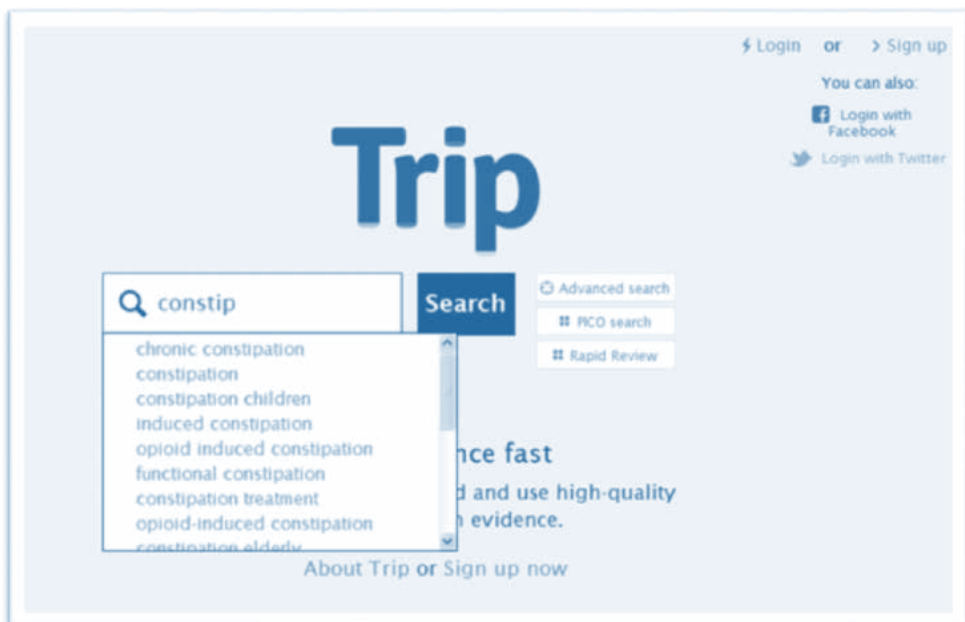 Login or > Sign up
You can also:
Login with
Facebook
Login with Twitter
Trip
constip
Search
Advanced search
PICO search
Rapid Review
chronic constipation
constipation
constipation children
induced constipation
opioid induced constipation
functional constipation
constipation treatment
opioid-induced constipation
constipation elderly
nce fast
d and use high-quality
evidence.
About Trip or Sign up now